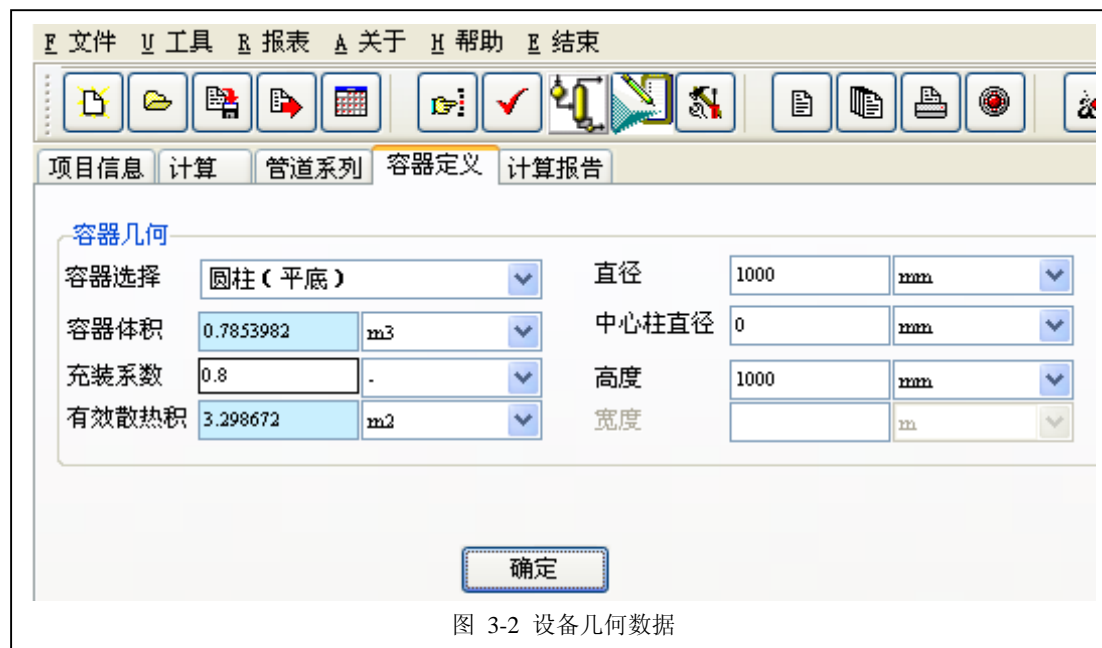 F 文件 U 工具 R 报表 A 关于 H 帮助 E 结束
项目信息 计算 管道系列 容器定义 计算报告
容器几何
容器选择 圆柱(平底) 直径 1000 mm
容器体积 0.7853982 m3 中心柱直径 0 mm
充装系数 0.8 - 高度 1000 mm
有效散热积 3.298672 m2 宽度 m
确定
图 3-2 设备几何数据